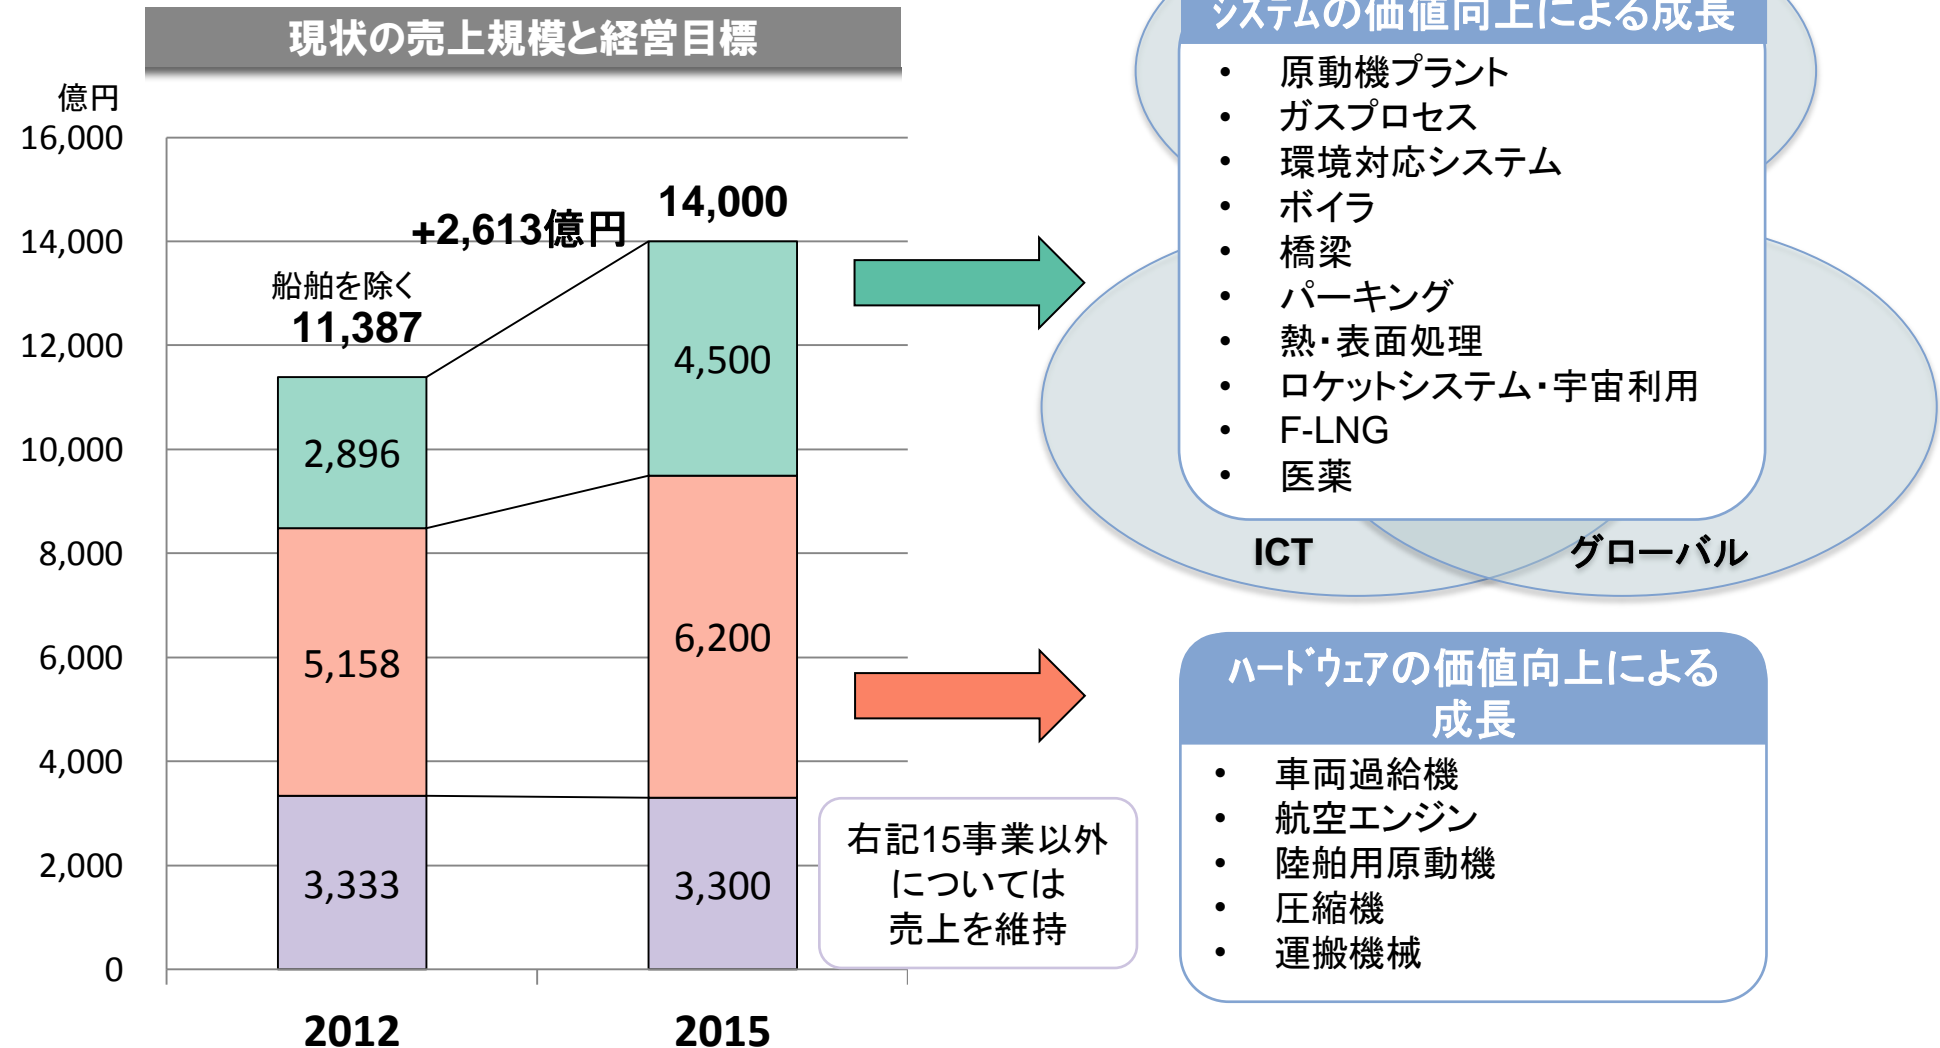 現状の売上規模と経営目標
億円
16,000
14,000
12,000
10,000
8,000
6,000
4,000
2,000
0
船舶を除く
11,387
+2,613億円
14,000
2,896
5,158
3,333
4,500
6,200
3,300
2012
2015
右記15事業以外
については
売上を維持
ｼｽﾃﾑの価値向上による成長
• 原動機プラント
• ガスプロセス
• 環境対応システム
• ボイラ
• 橋梁
• パーキング
• 熱・表面処理
• ロケットシステム・宇宙利用
• F-LNG
• 医薬
ICT
グローバル
ﾊｰﾄﾞｳｪｱの価値向上による
成長
• 車両過給機
• 航空エンジン
• 陸舶用原動機
• 圧縮機
• 運搬機械